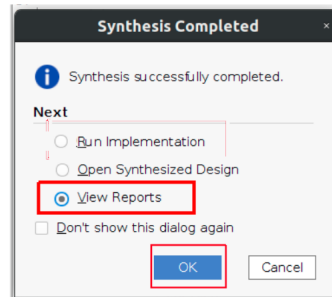 Synthesis Completed
Synthesis successfully completed.
Next
Run Implementation
Open Synthesized Design
View Reports
Don't show this dialog again
OK
Cancel